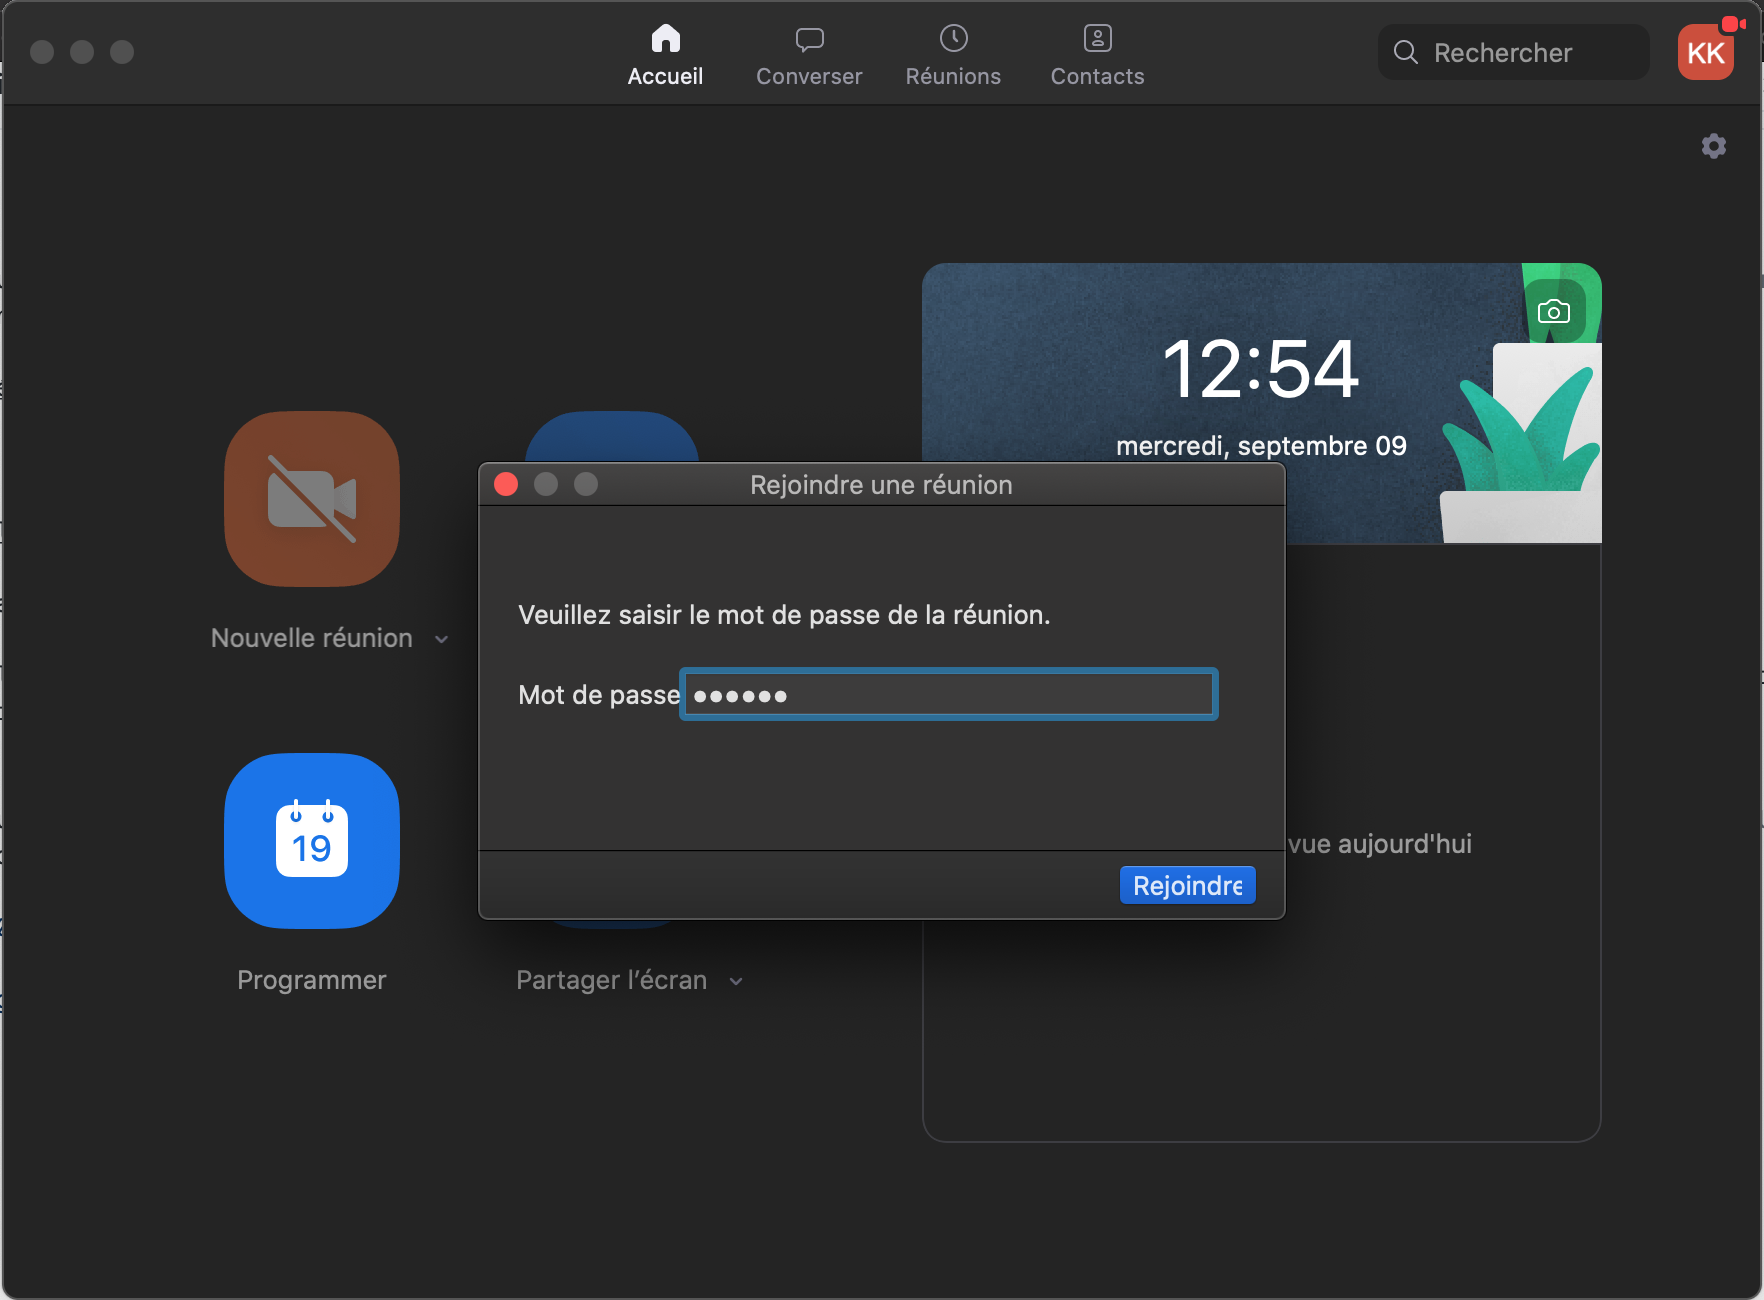 Accueil
Converser
Réunions
Contacts
Rechercher
KK
12:54
mercredi, septembre 09
Rejoindre une réunion
Veuillez saisir le mot de passe de la réunion.
Mot de passe
Nouvelle réunion
19
vue aujourd'hui
Rejoindre
Programmer
Partager l’écran